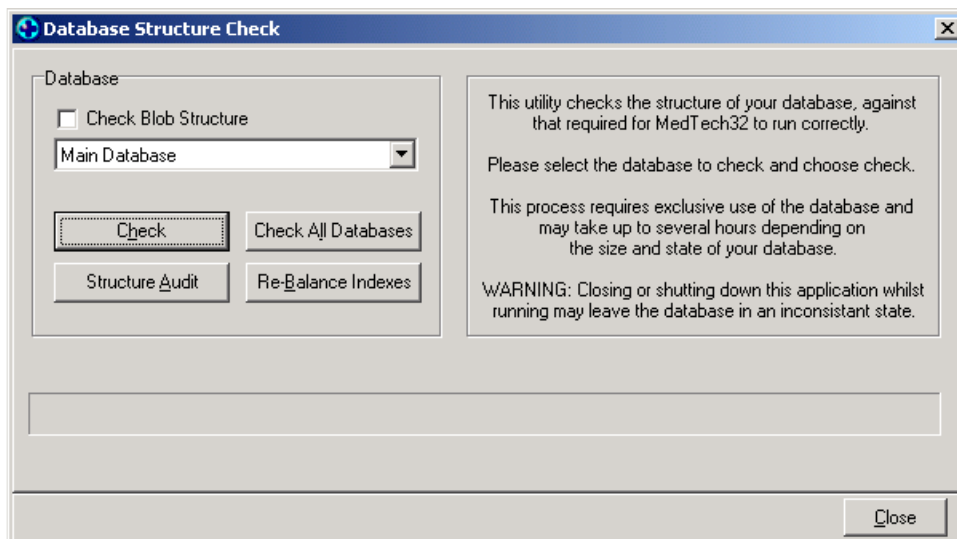 Database Structure Check
Database
Check Blob Structure
Main Database
Check
Check All Databases
Structure Audit
Re-Balance Indexes
This utility checks the structure of your database, against
that required for MedTech32 to run correctly.
Please select the database to check and choose check.
This process requires exclusive use of the database and
may take up to several hours depending on
the size and state of your database.
WARNING: Closing or shutting down this application whilst
running may leave the database in an inconsistant state.
Close